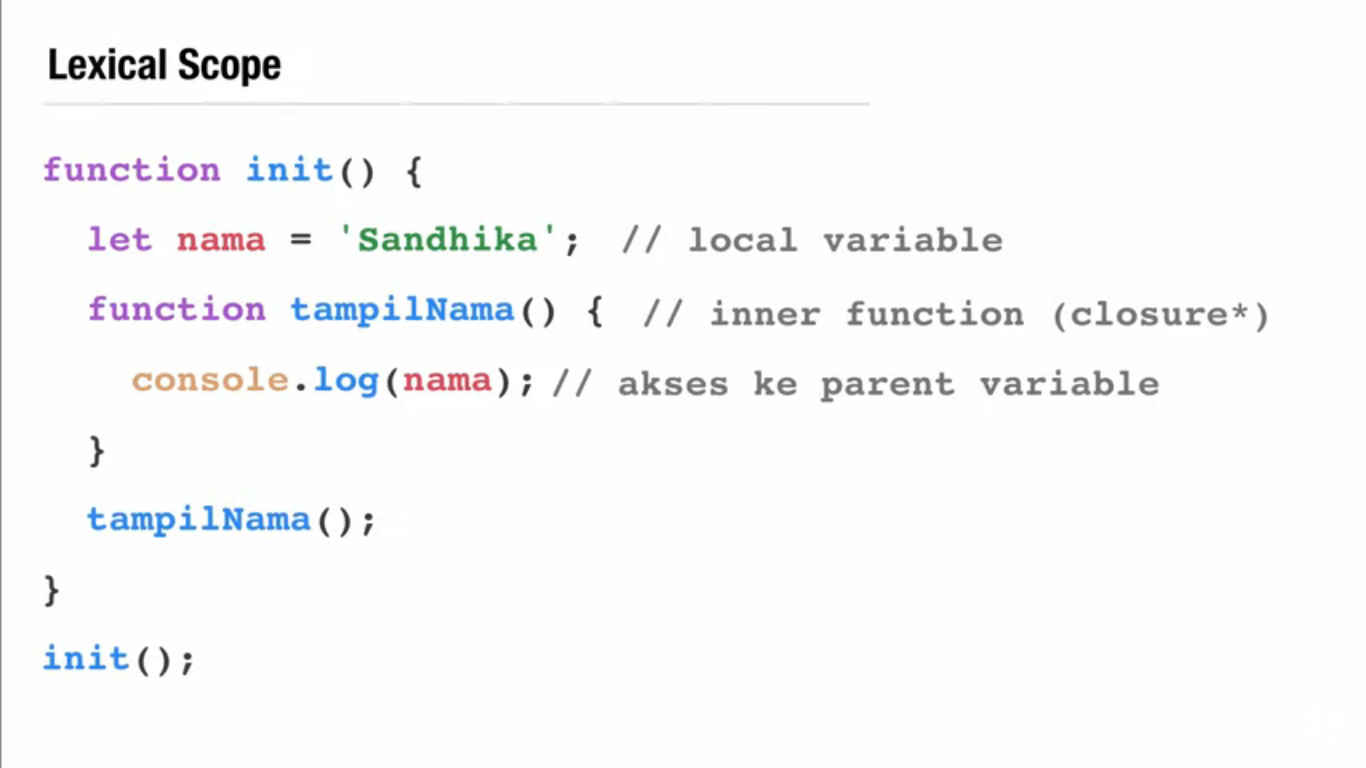 Lexical Scope
function init() {
let nama = 'Sandhika'; // local variable
function tampilNama() { // inner function (closure*)
console.log(nama); // akses ke parent variable
}
tampilNama();
}
init();